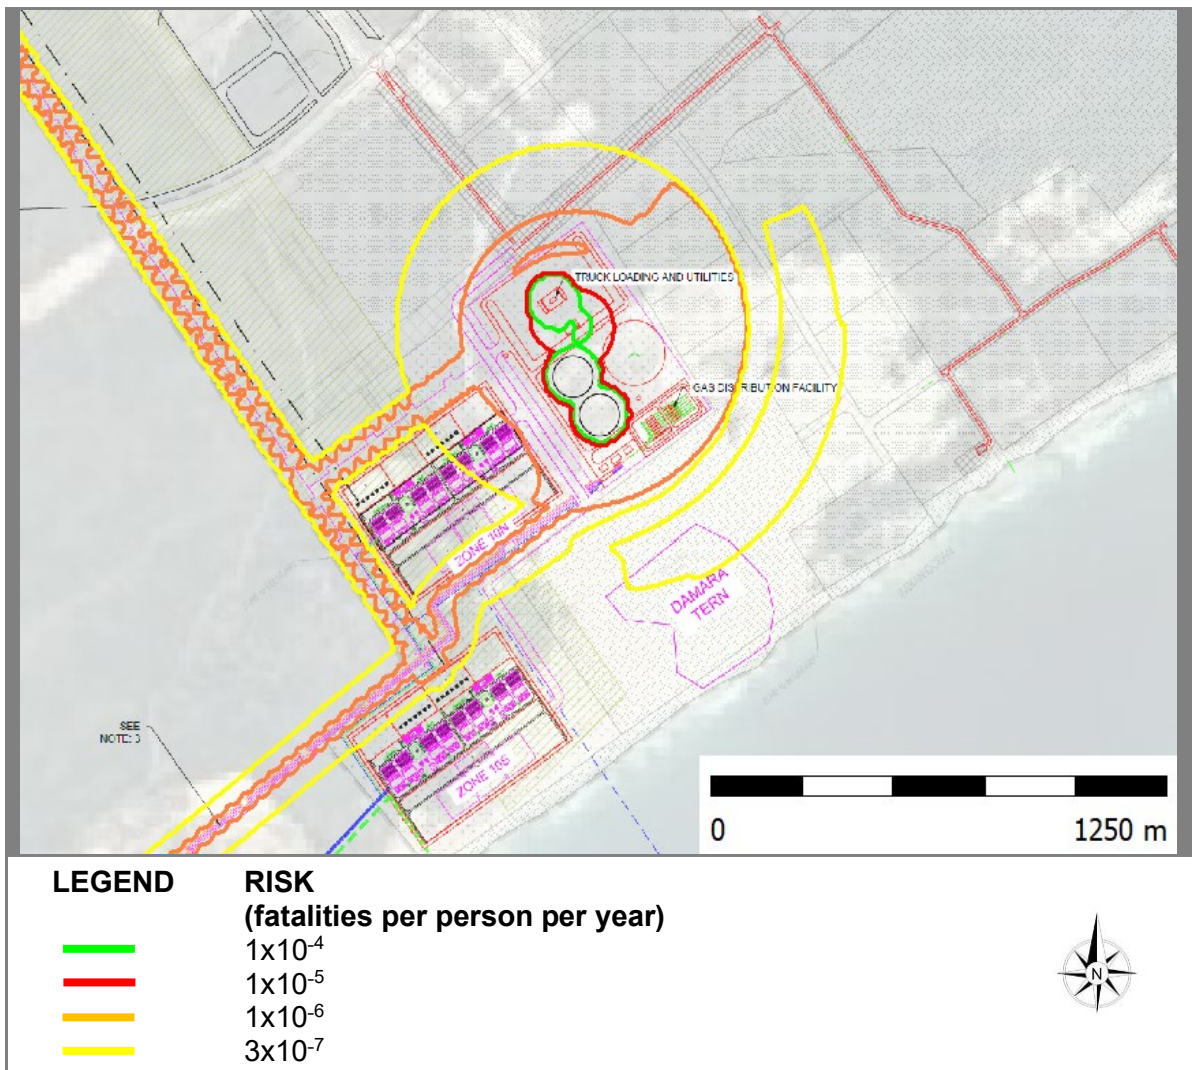 TRUCK LOADING AND UTILITIES
GAS DISTRIBUTION FACILITY
ZONE 10N
DAMARA
TERN
SEE
NOTE: 3
ZONE 10S
0
1250 m
LEGEND
RISK
(fatalities per person per year)
1x10⁻⁴
1x10⁻⁵
1x10⁻⁶
3x10⁻⁷
N